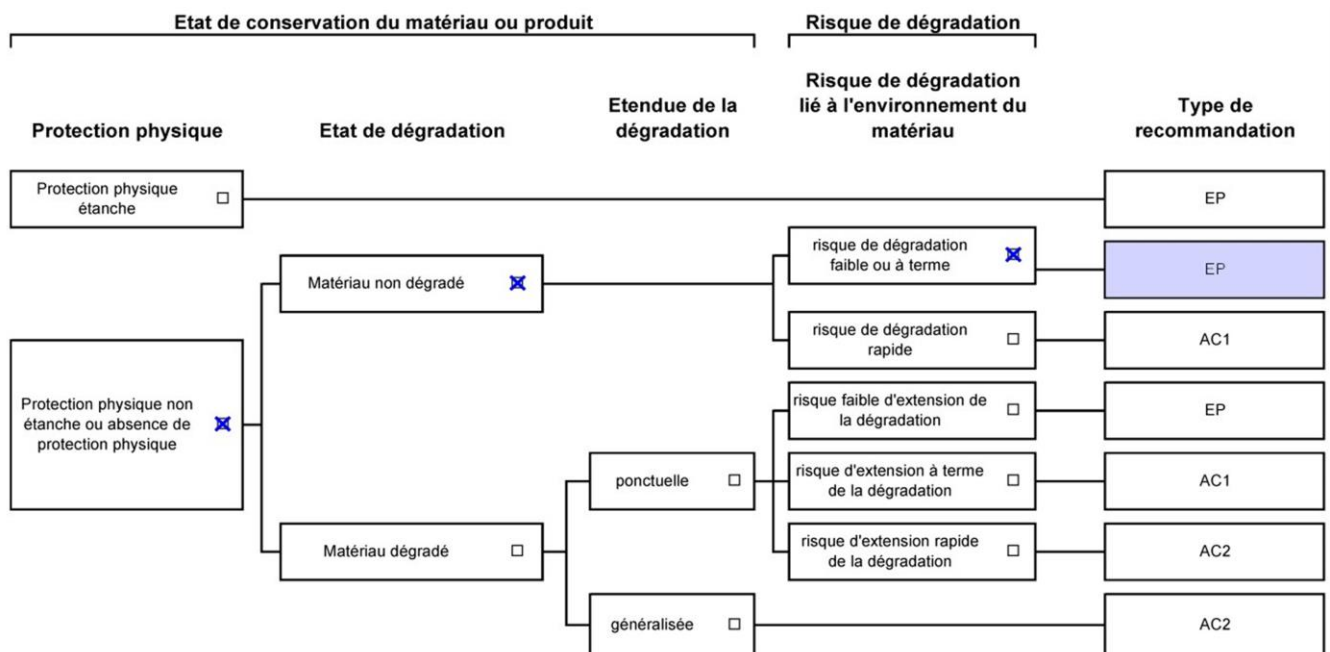 Etat de conservation du matériau ou produit
Risque de dégradation
Protection physique
Etat de dégradation
Etendue de la
dégradation
Risque de dégradation
lié à l'environnement du
matériau
Type de
recommandation
Protection physique
étanche
EP
risque de dégradation
faible ou à terme
EP
Matériau non dégradé
risque de dégradation
rapide
AC1
Protection physique non
étanche ou absence de
protection physique
risque faible d'extension de
la dégradation
EP
ponctuelle
risque d'extension à terme
de la dégradation
AC1
Matériau dégradé
risque d'extension rapide
de la dégradation
AC2
généralisée
AC2